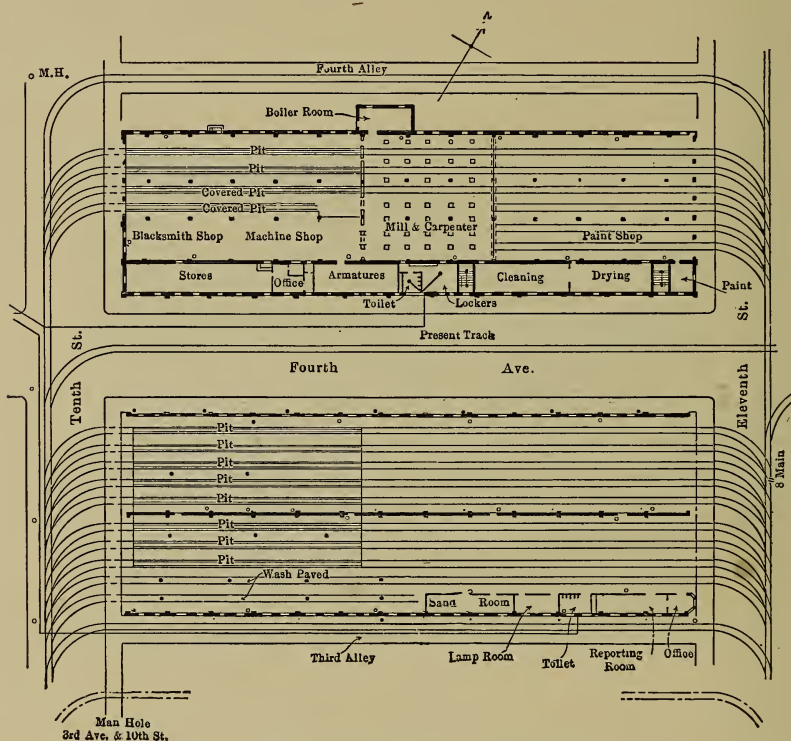 N
M.H.
Fourth Alley
Boiler Room
Pit
Pit
Covered Pit
Covered Pit
Blacksmith Shop
Machine Shop
Mill & Carpenter
Paint Shop
Stores
Office
Armatures
Cleaning
Drying
Toilet
Lockers
Paint
Present Track
Tenth St.
Fourth Ave.
Eleventh St.
8 Main
Pit
Pit
Pit
Pit
Pit
Pit
Pit
Pit
Wash Paved
Sand Room
Third Alley
Lamp Room
Toilet
Reporting
Room
Office
Man Hole
3rd Ave. & 10th St.